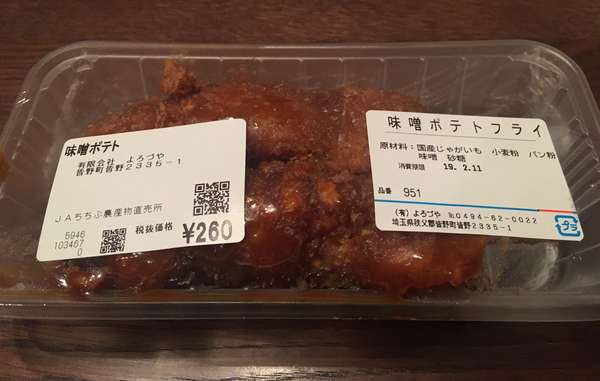 味噌ポテト
有限会社 よろづや
皆野町皆野2335-1
JAちちぶ農産物直売所
5946
103467
0
税抜価格 ¥260
味噌ポテトフライ
原材料：国産じゃがいも 小麦粉 パン粉
味噌 砂糖
消費期限 19. 2.11
品番 951
(有)よろづや ℡0494-62-0022
埼玉県秩父郡皆野町皆野2335-1
プラ